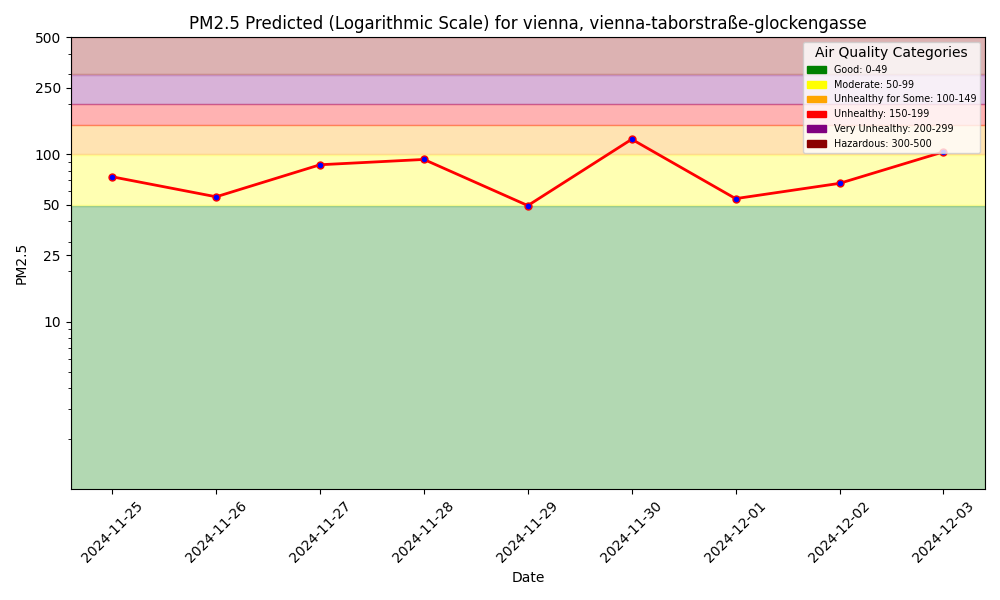 PM2.5 Predicted (Logarithmic Scale) for vienna, vienna-taborstraße-glockengasse
500
250
100
50
25
10
PM2.5
Air Quality Categories
Good: 0-49
Moderate: 50-99
Unhealthy for Some: 100-149
Unhealthy: 150-199
Very Unhealthy: 200-299
Hazardous: 300-500
2024-11-25
2024-11-26
2024-11-27
2024-11-28
2024-11-29
2024-11-30
2024-12-01
2024-12-02
2024-12-03
Date